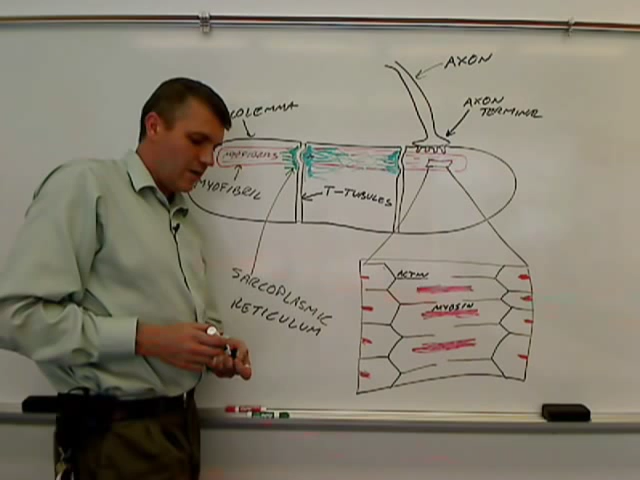 AXON
AXON
TERMINAL
OLEMMA
MYOFIBRIL
T-TUBULES
SARCOPLASMIC
RETICULUM
ACTIN
MYOSIN